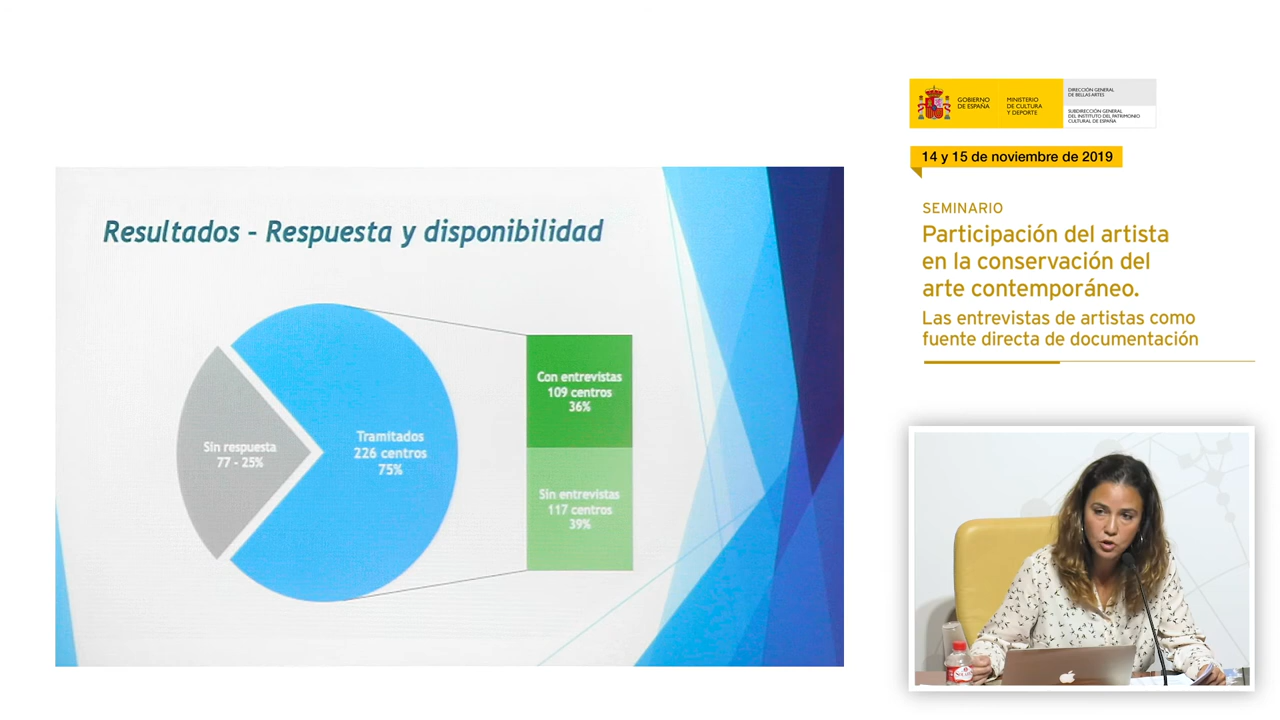 GOBIERNO
DE ESPAÑA
MINISTERIO
DE CULTURA
Y DEPORTE
DIRECCIÓN GENERAL
DE BELLAS ARTES
SUBDIRECCIÓN GENERAL
DEL INSTITUTO DEL PATRIMONIO
CULTURAL DE ESPAÑA
14 y 15 de noviembre de 2019
SEMINARIO
Participación del artista
en la conservación del
arte contemporáneo.
Las entrevistas de artistas como
fuente directa de documentación
Resultados - Respuesta y disponibilidad
Sin respuesta
77 - 25%
Tramitados
226 centros
75%
Con entrevistas
109 centros
36%
Sin entrevistas
117 centros
39%